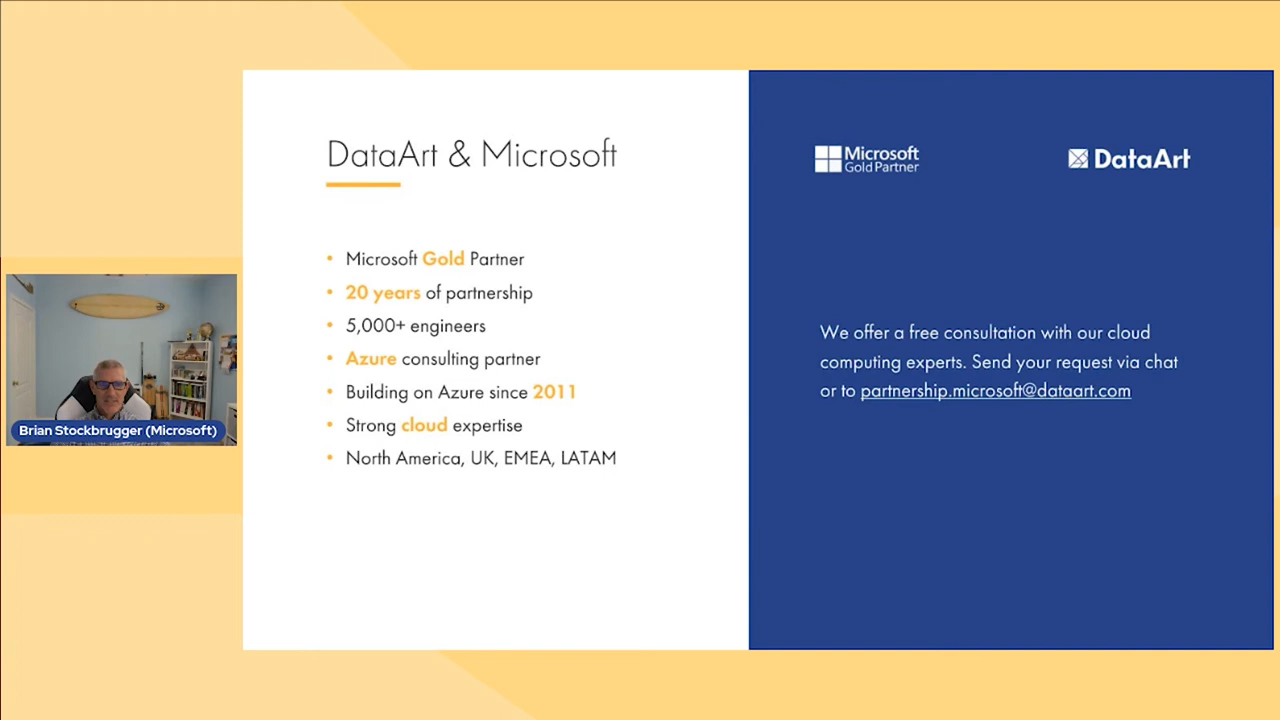 DataArt & Microsoft
• Microsoft Gold Partner
• 20 years of partnership
• 5,000+ engineers
• Azure consulting partner
• Building on Azure since 2011
• Strong cloud expertise
• North America, UK, EMEA, LATAM
Microsoft
Gold Partner
DataArt
We offer a free consultation with our cloud
computing experts. Send your request via chat
or to partnership.microsoft@dataart.com
Brian Stockbrugger (Microsoft)